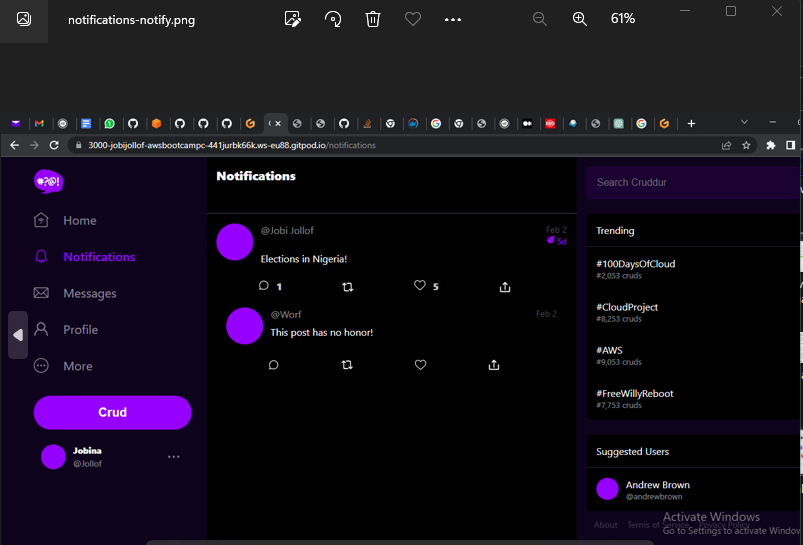 notifications-notify.png
61%
3000-jobijollof-awsbootcampc-441jurbk66k.ws-eu88.gitpod.io/notifications
#?@!
Home
Notifications
Messages
Profile
More
Crud
Jobina
@Jollof
Notifications
@Jobi Jollof
Feb 2
5d
Elections in Nigeria!
1
5
@Worf
Feb 2
This post has no honor!
Search Cruddur
Trending
#100DaysOfCloud
#2,053 cruds
#CloudProject
#8,253 cruds
#AWS
#9,053 cruds
#FreeWillyReboot
#7,753 cruds
Suggested Users
Andrew Brown
@andrewbrown
About Terms of Service Privacy Policy
Activate Windows
Go to Settings to activate Window